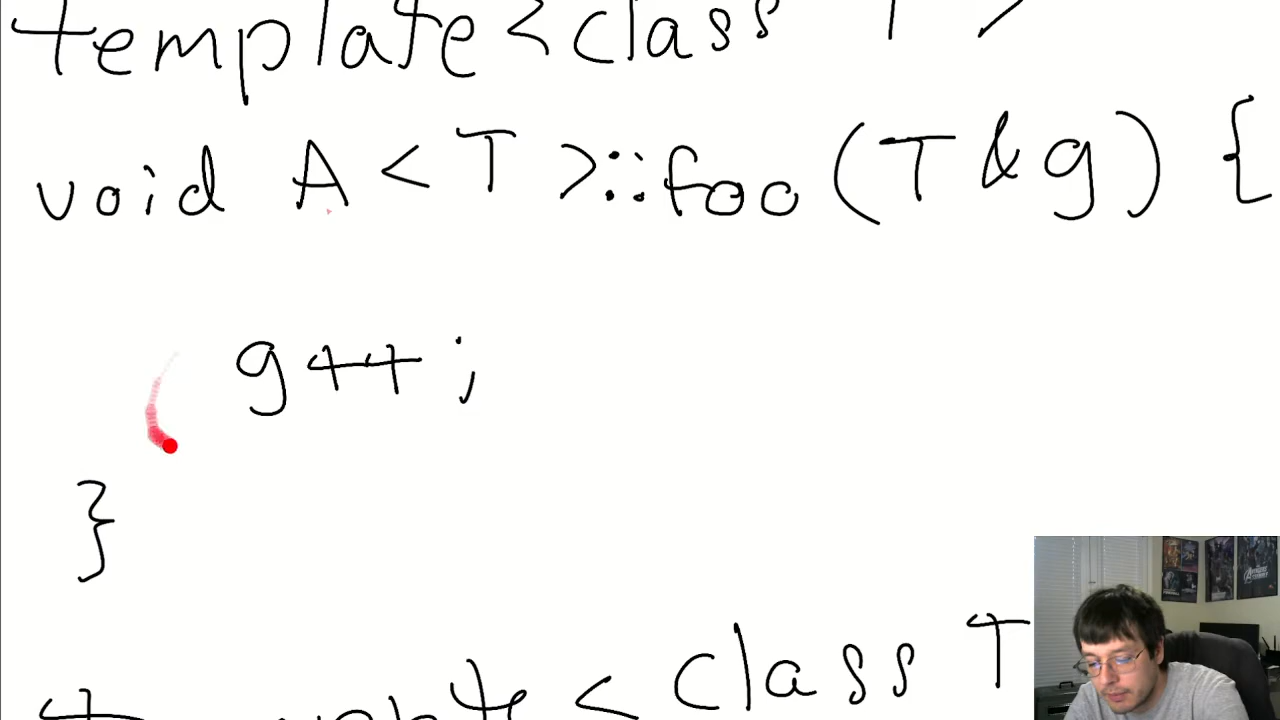 template<class T>
void A<T>::foo(T&g) {
g++;
}
template<class T